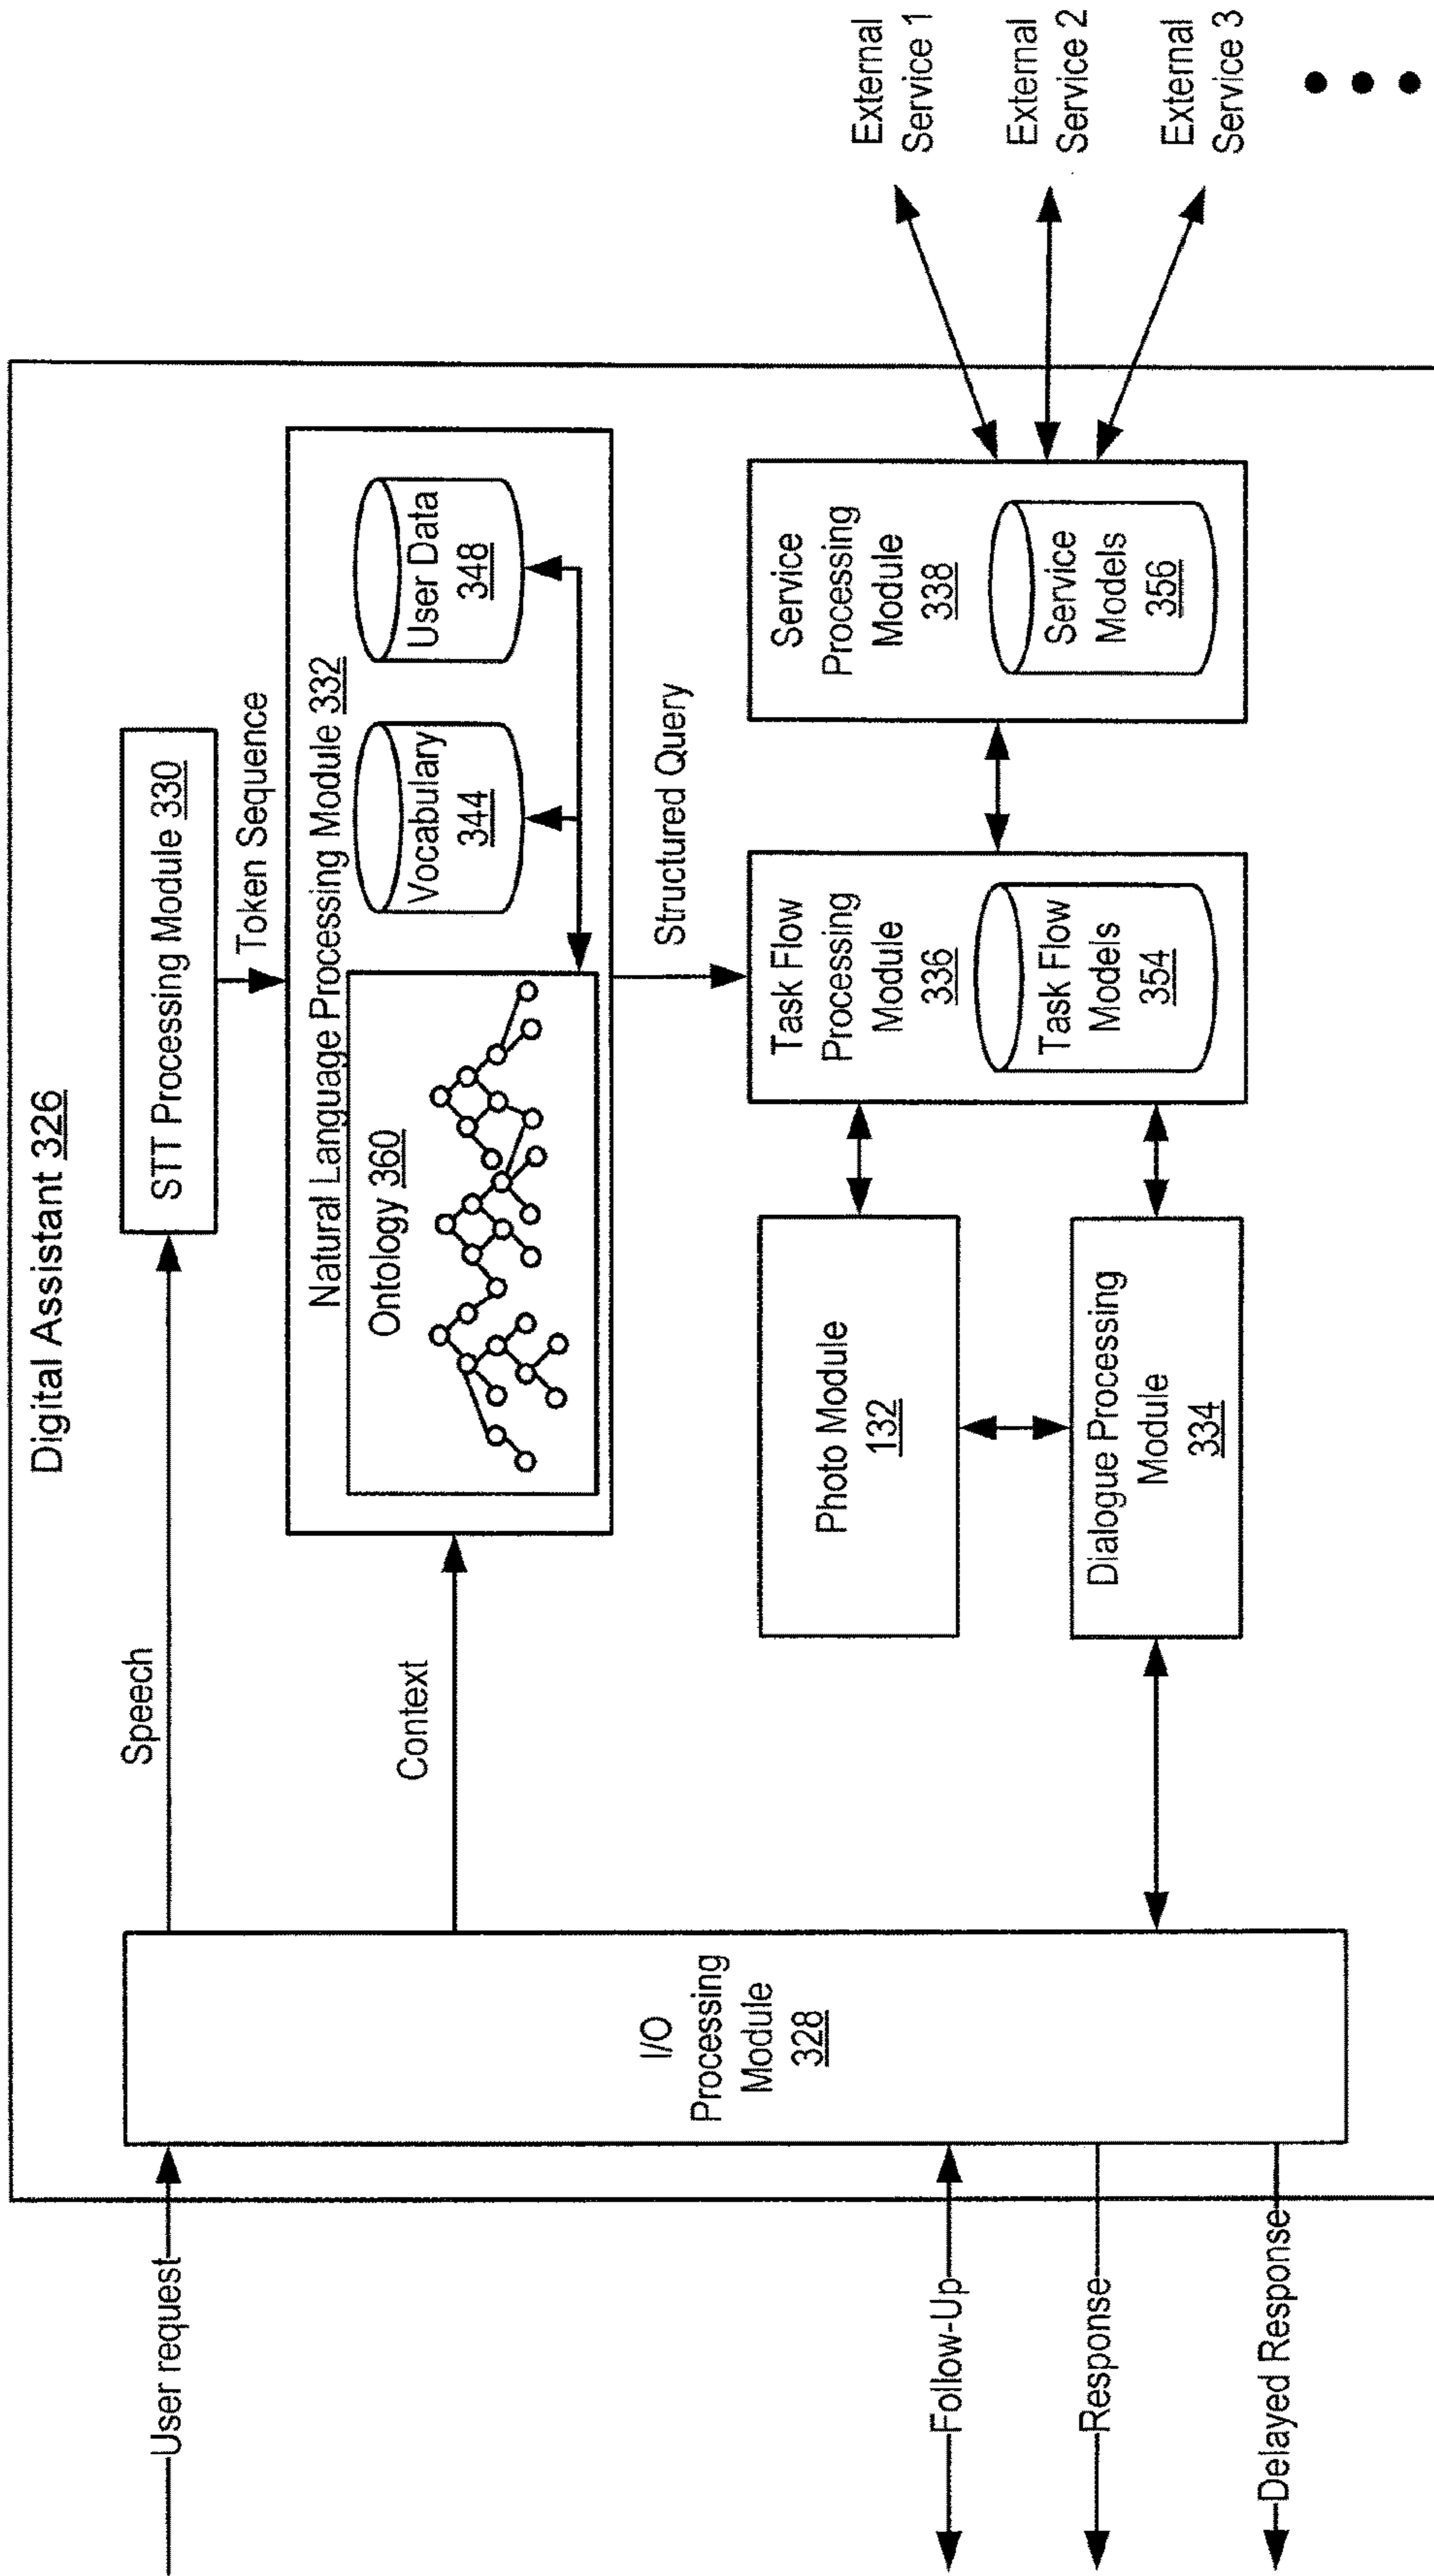 Digital Assistant 326
User request
Speech
STT Processing Module 330
Token Sequence
Context
Natural Language Processing Module 332
Ontology 360
Vocabulary
344
User Data
348
Structured Query
I/O
Processing
Module
328
Follow-Up
Response
Delayed Response
Photo Module
132
Dialogue Processing
Module
334
Task Flow
Processing
Module
336
Task Flow
Models
354
Service
Processing
Module
338
Service
Models
356
External
Service 1
External
Service 2
External
Service 3